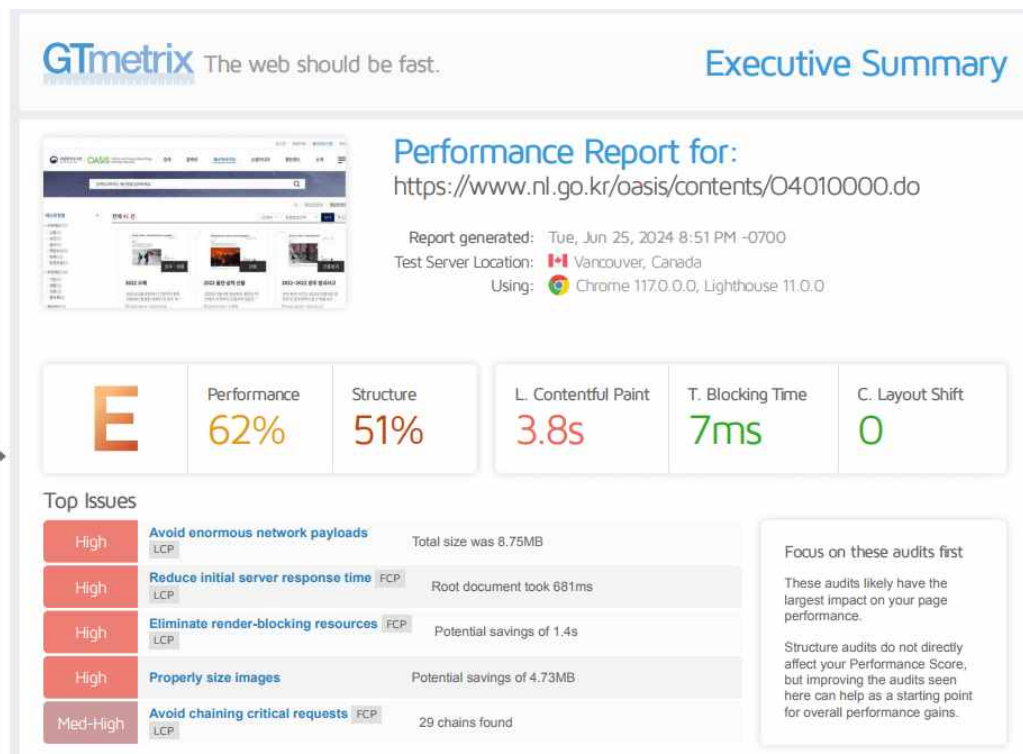 GTmetrix The web should be fast.
Executive Summary
OASIS
Performance Report for:
https://www.nl.go.kr/oasis/contents/O4010000.do
Report generated: Tue, Jun 25, 2024 8:51 PM -0700
Test Server Location: Vancouver, Canada
Using: Chrome 117.0.0.0, Lighthouse 11.0.0
E
Performance
62%
Structure
51%
L. Contentful Paint
3.8s
T. Blocking Time
7ms
C. Layout Shift
0
Top Issues
High Avoid enormous network payloads LCP Total size was 8.75MB
High Reduce initial server response time FCP LCP Root document took 681ms
High Eliminate render-blocking resources FCP LCP Potential savings of 1.4s
High Properly size images Potential savings of 4.73MB
Med-High Avoid chaining critical requests FCP LCP 29 chains found
Focus on these audits first
These audits likely have the
largest impact on your page
performance.
Structure audits do not directly
affect your Performance Score,
but improving the audits seen
here can help as a starting point
for overall performance gains.